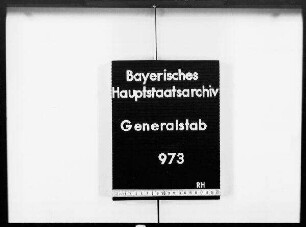 Bayerisches
Hauptstaatsarchiv
Generalstab
973
RH